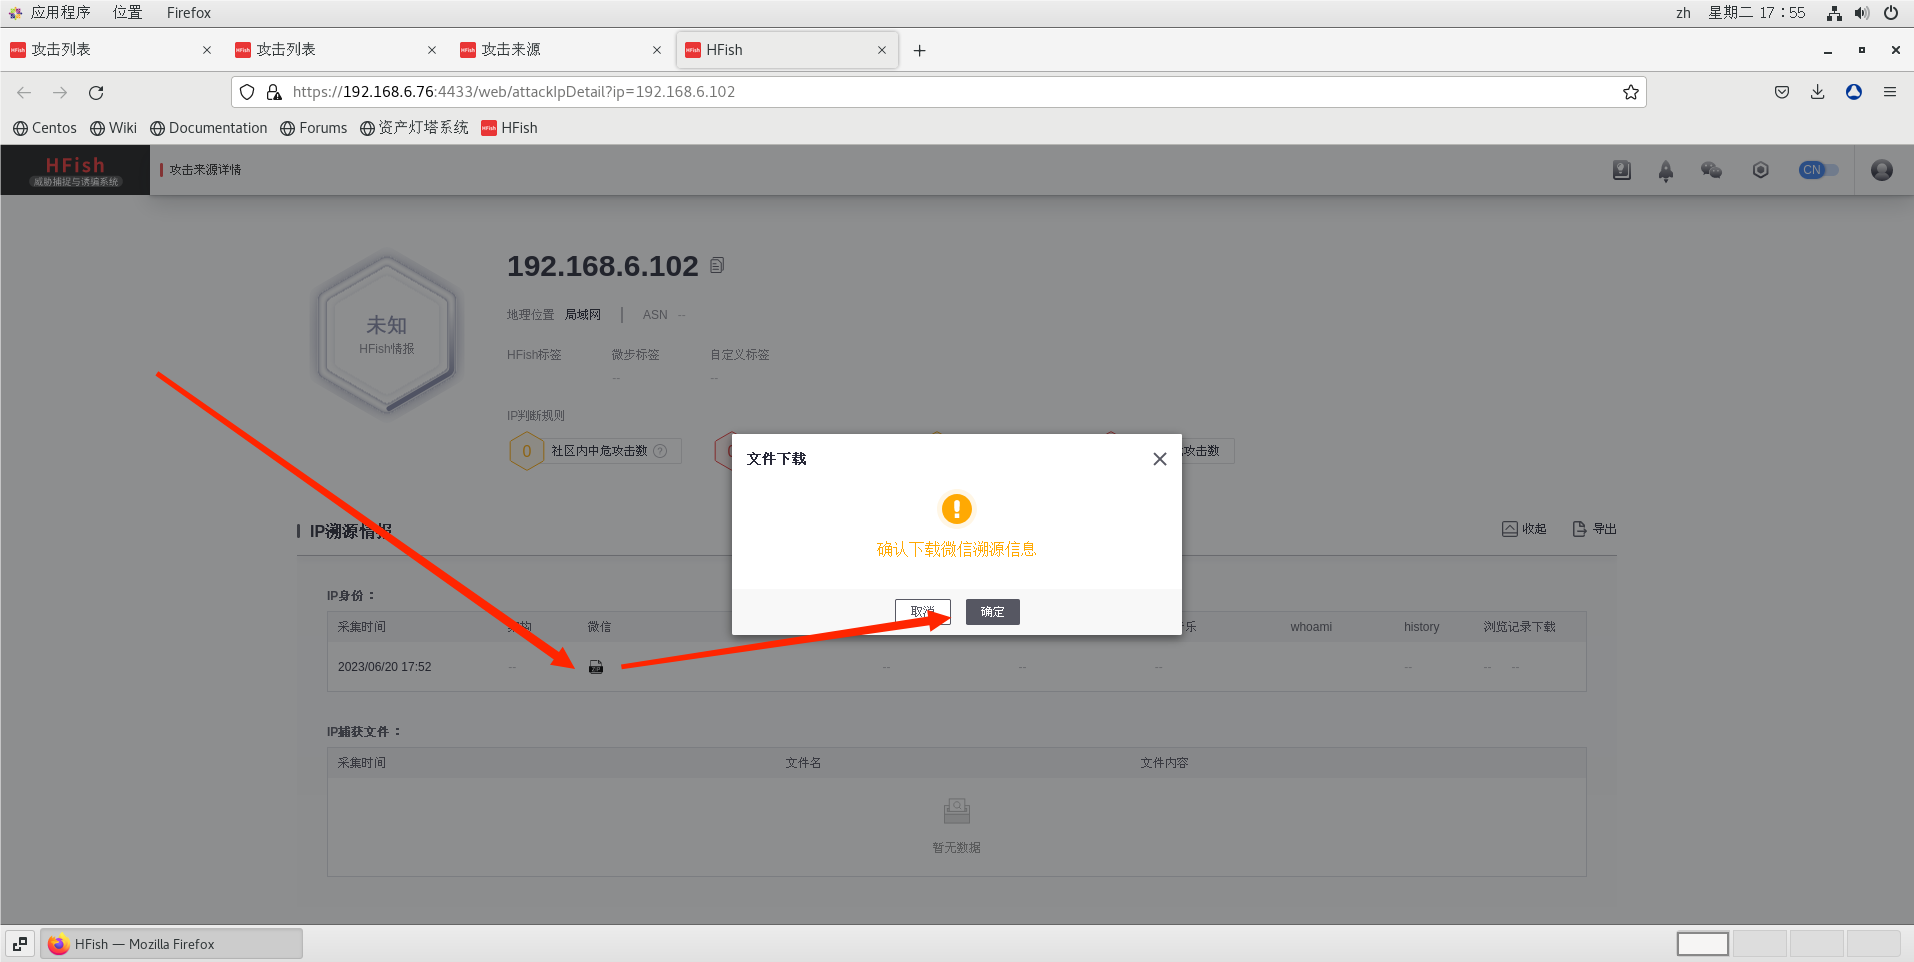 应用程序 位置 Firefox zh 星期二 17：55
攻击列表 攻击列表 攻击来源 HFish
https://192.168.6.76:4433/web/attackIpDetail?ip=192.168.6.102
Centos Wiki Documentation Forums 资产灯塔系统 HFish
HFish
威胁捕捉与诱骗系统
攻击来源详情 CN
192.168.6.102
未知
HFish情报
地理位置 局域网 ASN --
HFish标签 微步标签 自定义标签
-- --
IP判断规则
0 社区内中危攻击数 攻击数
文件下载
确认下载微信溯源信息
取消 确定
IP溯源情报 收起 导出
IP身份：
采集时间 微信 乐 whoami history 浏览记录下载
2023/06/20 17:52 -- -- -- -- -- -- --
IP捕获文件：
采集时间 文件名 文件内容
暂无数据
HFish — Mozilla Firefox